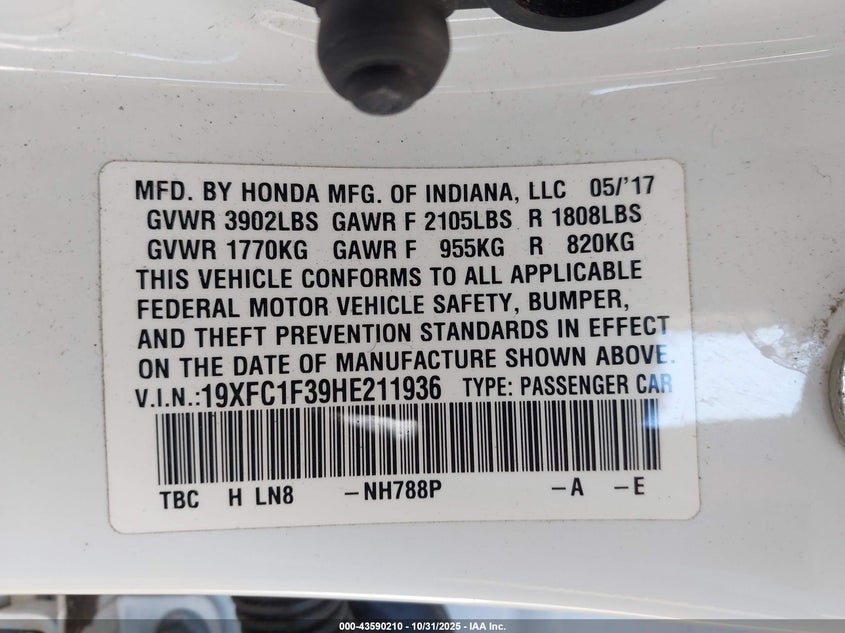 MFD. BY HONDA MFG. OF INDIANA, LLC 05/'17
GVWR 3902LBS GAWR F 2105LBS R 1808LBS
GVWR 1770KG GAWR F 955KG R 820KG
THIS VEHICLE CONFORMS TO ALL APPLICABLE
FEDERAL MOTOR VEHICLE SAFETY, BUMPER,
AND THEFT PREVENTION STANDARDS IN EFFECT
ON THE DATE OF MANUFACTURE SHOWN ABOVE.
V.I.N.:19XFC1F39HE211936 TYPE: PASSENGER CAR
TBC H LN8 -NH788P -A -E
000-43590210 - 10/31/2025 - IAA Inc.